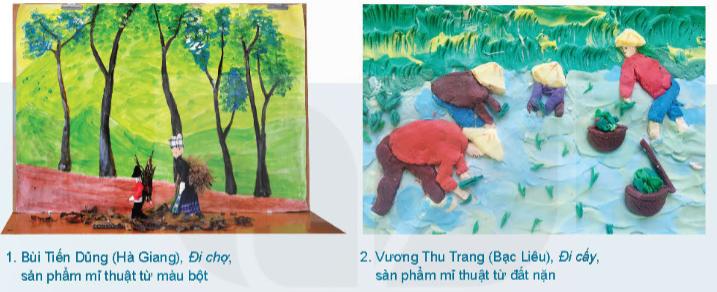 1. Bùi Tiến Dũng (Hà Giang), Đi chợ,
sản phẩm mĩ thuật từ màu bột
2. Vương Thu Trang (Bạc Liêu), Đi cấy,
sản phẩm mĩ thuật từ đất nặn